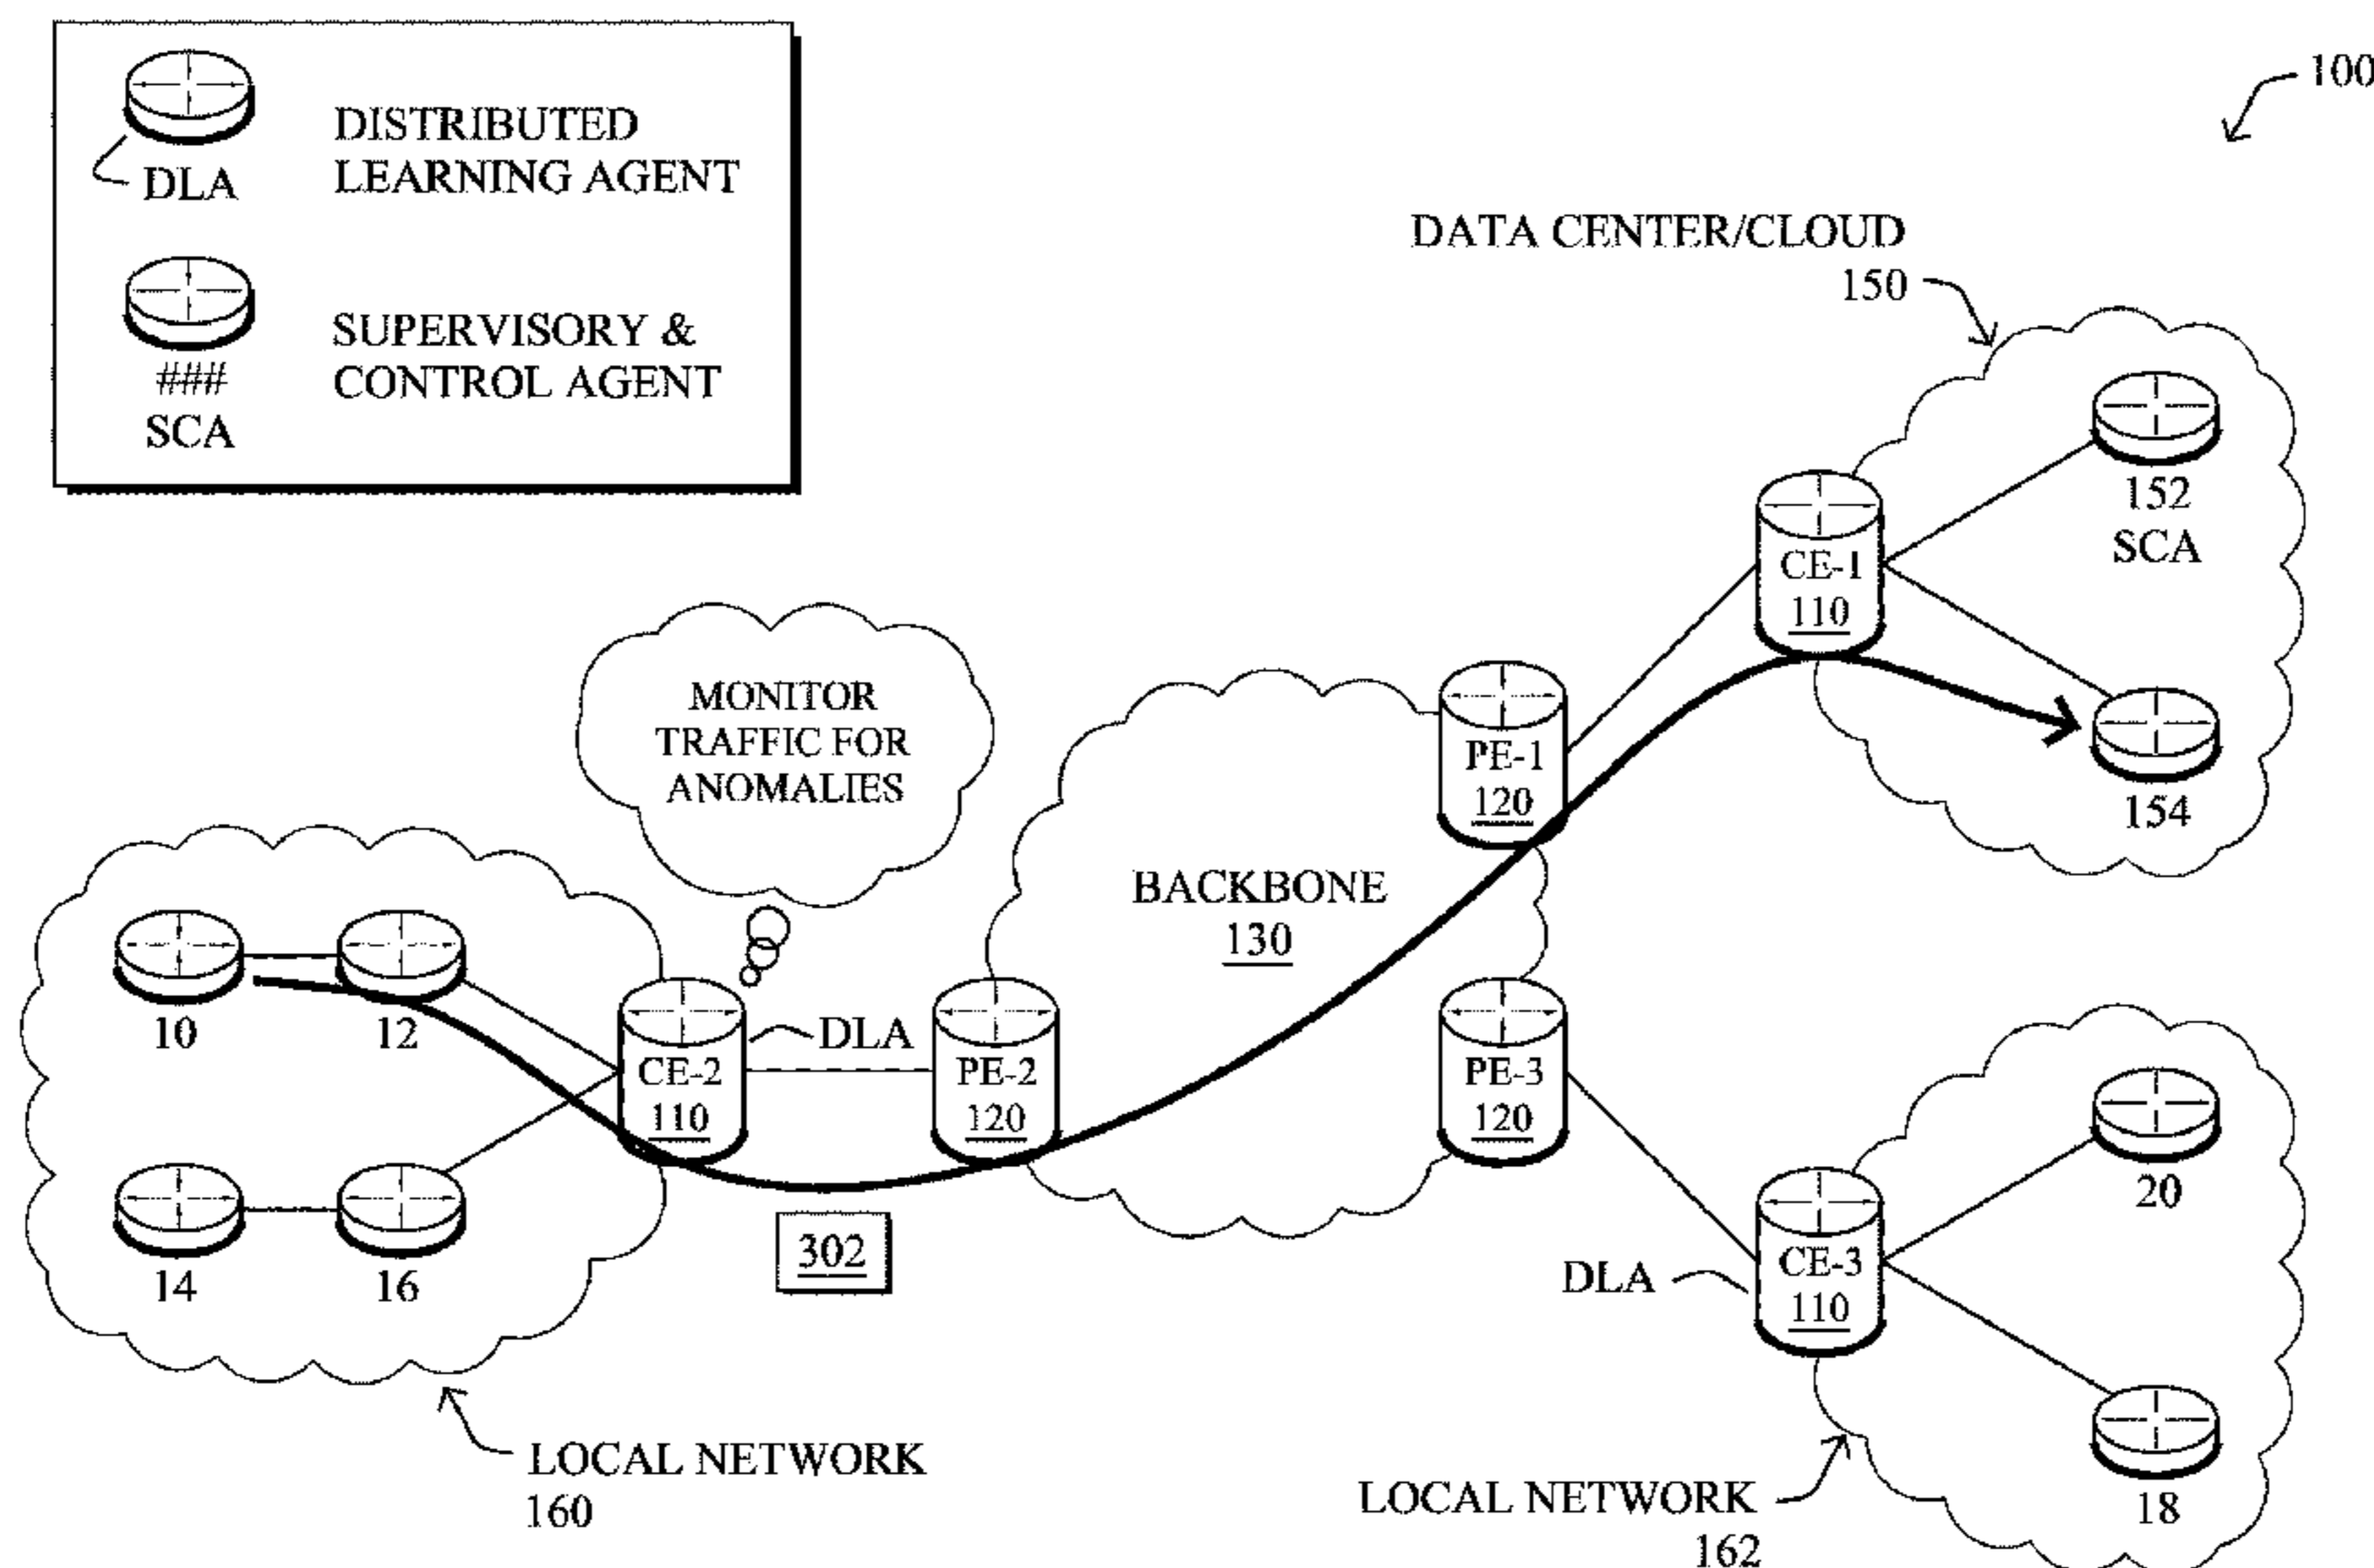 DISTRIBUTED
LEARNING AGENT
DLA
SUPERVISORY &
CONTROL AGENT
###
SCA
100
DATA CENTER/CLOUD
150
152
SCA
CE-1
110
154
MONITOR
TRAFFIC FOR
ANOMALIES
PE-1
120
BACKBONE
130
10
12
CE-2
110
DLA
PE-2
120
PE-3
120
14
16
302
20
CE-3
110
DLA
18
LOCAL NETWORK
160
LOCAL NETWORK
162